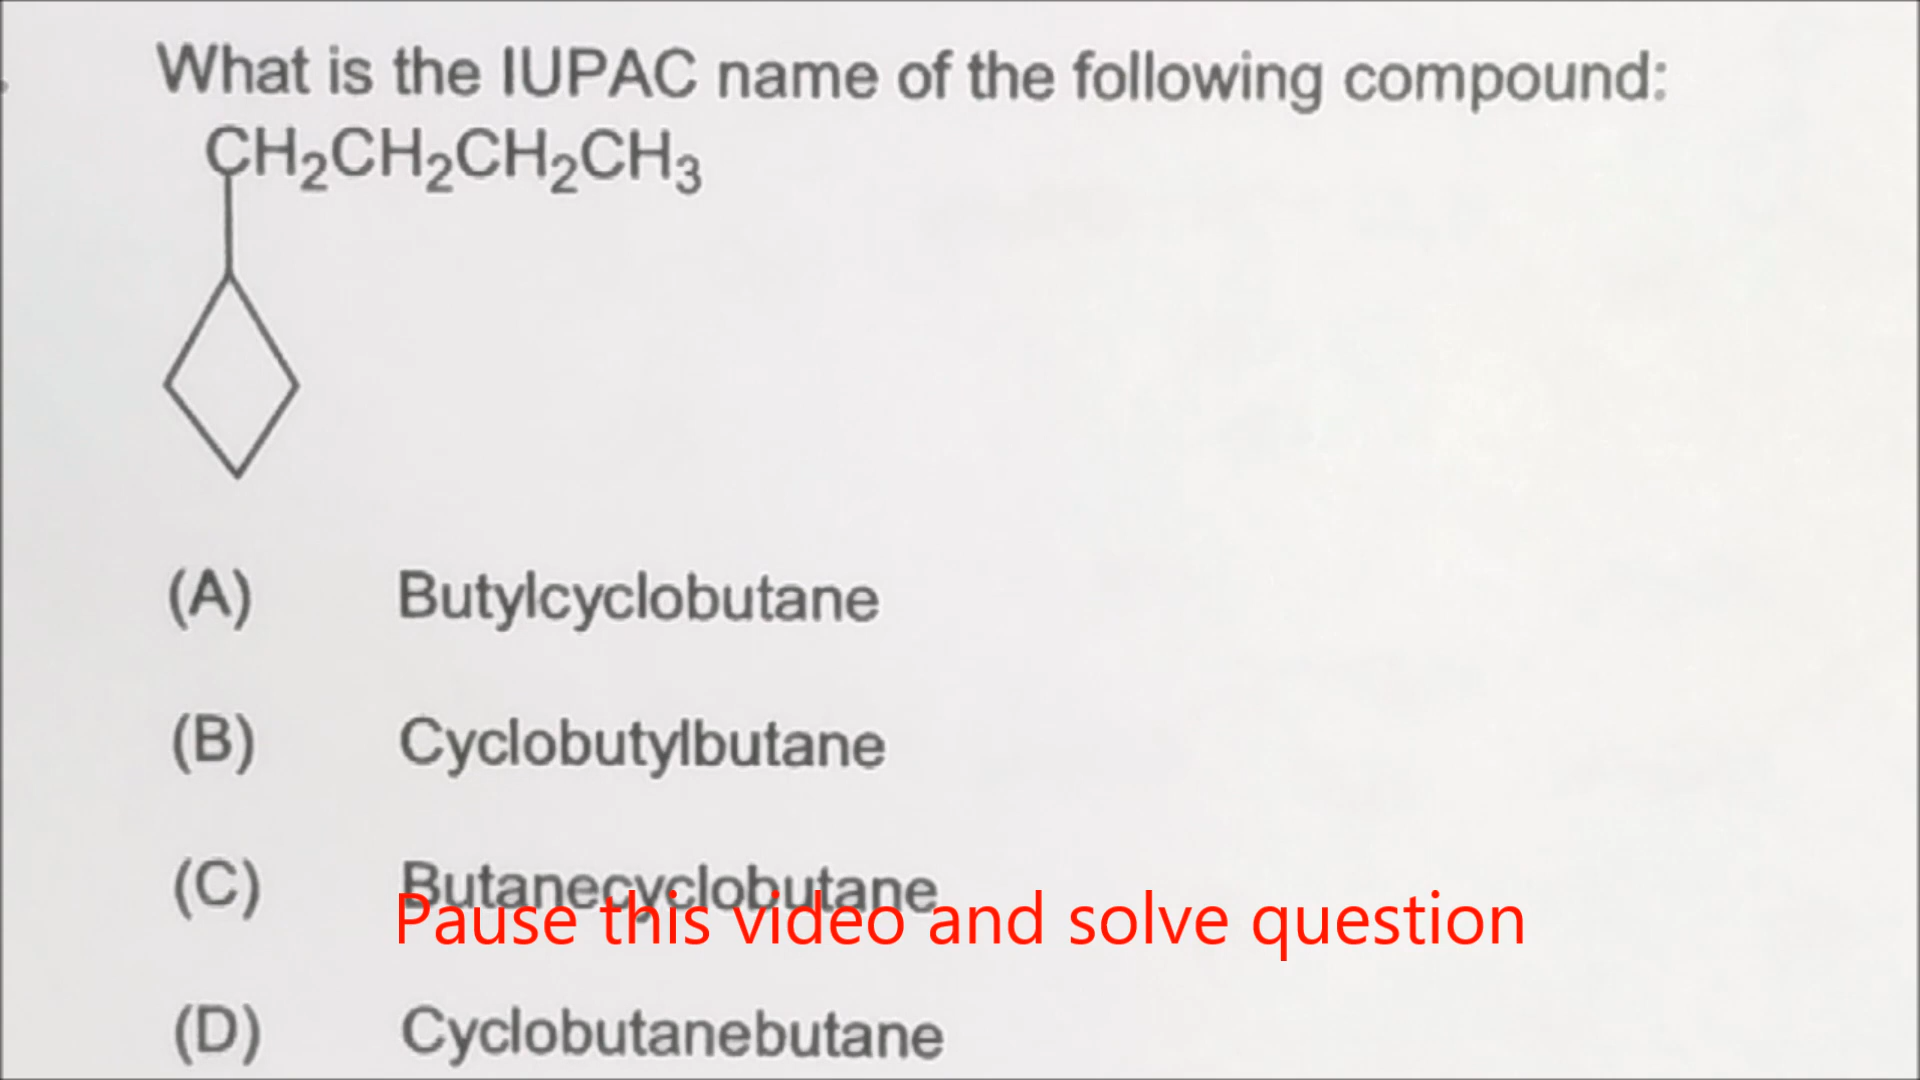 What is the IUPAC name of the following compound:
CH₂CH₂CH₂CH₃
(A) Butylcyclobutane
(B) Cyclobutylbutane
(C) Butanecyclobutane
Pause this video and solve question
(D) Cyclobutanebutane